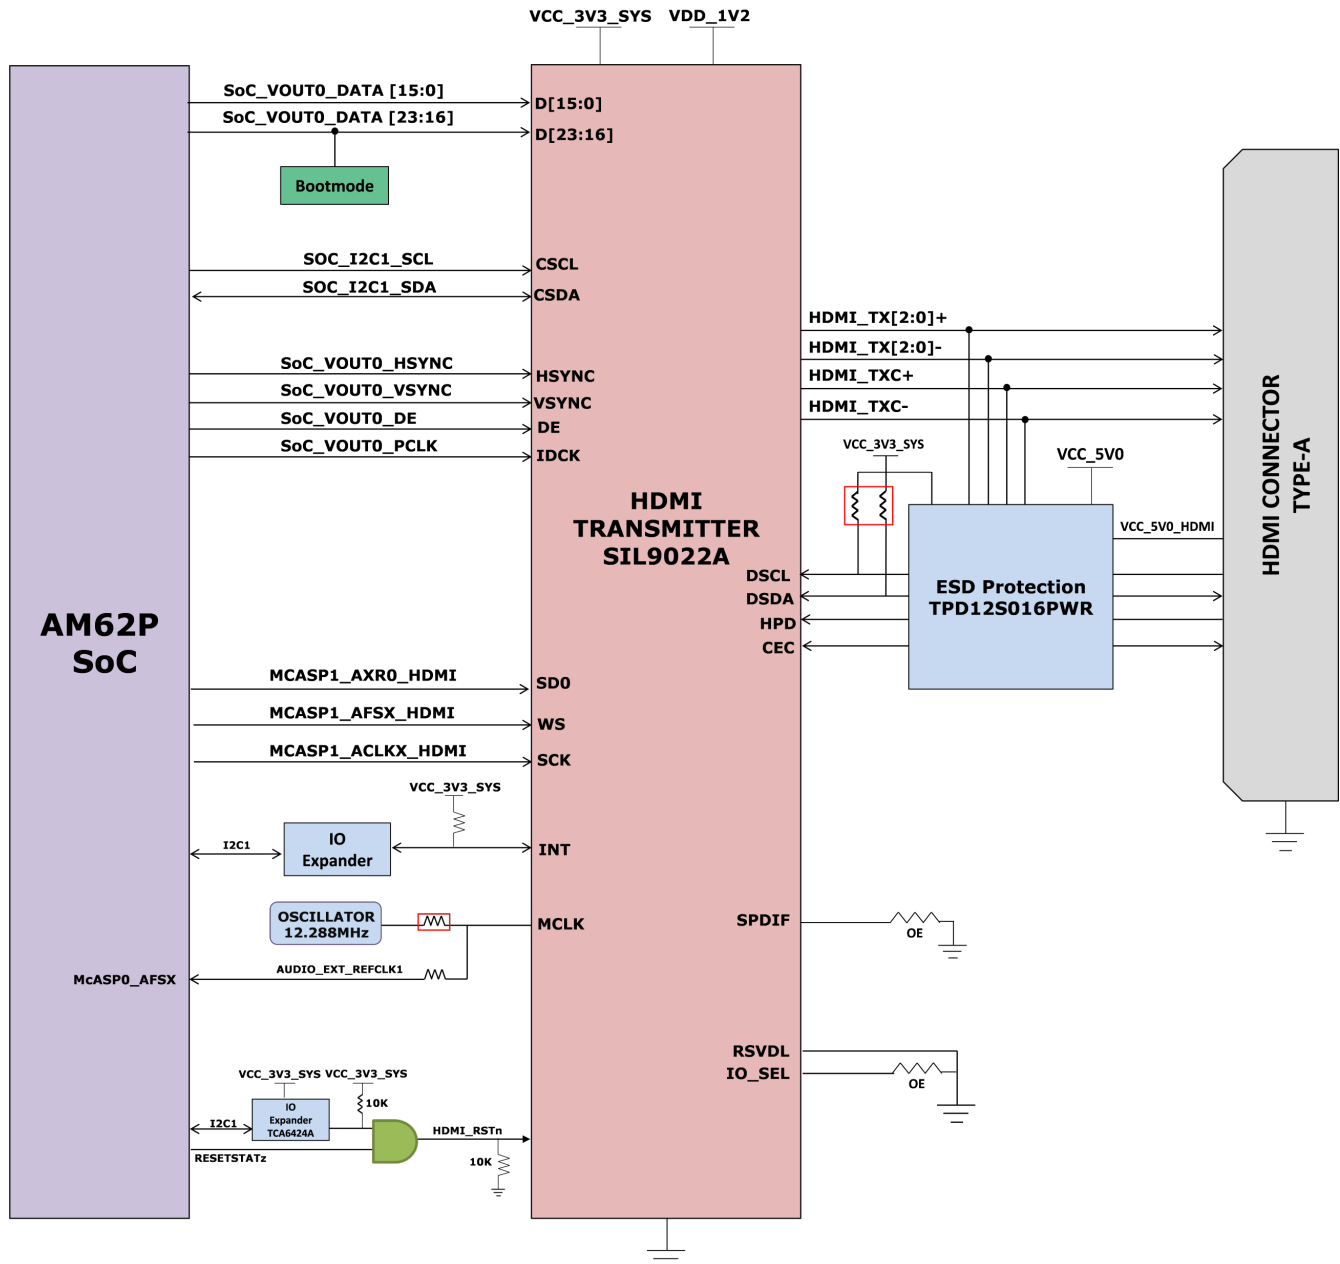 VCC_3V3_SYS
VDD_1V2
SoC_VOUT0_DATA [15:0]
D[15:0]
SoC_VOUT0_DATA [23:16]
D[23:16]
Bootmode
SOC_I2C1_SCL
CSCL
SOC_I2C1_SDA
CSDA
SoC_VOUT0_HSYNC
HSYNC
SoC_VOUT0_VSYNC
VSYNC
SoC_VOUT0_DE
DE
SoC_VOUT0_PCLK
IDCK
HDMI_TX[2:0]+
HDMI_TX[2:0]-
HDMI_TXC+
HDMI_TXC-
VCC_3V3_SYS
VCC_5V0
VCC_5V0_HDMI
HDMI CONNECTOR
TYPE-A
HDMI
TRANSMITTER
SIL9022A
DSCL
DSDA
HPD
CEC
ESD Protection
TPD12S016PWR
AM62P
SoC
MCASP1_AXR0_HDMI
SD0
MCASP1_AFSX_HDMI
WS
MCASP1_ACLKX_HDMI
SCK
VCC_3V3_SYS
I2C1
IO
Expander
INT
OSCILLATOR
12.288MHz
MCLK
SPDIF
OE
McASP0_AFSX
AUDIO_EXT_REFCLK1
RSVDL
IO_SEL
OE
VCC_3V3_SYS
VCC_3V3_SYS
10K
I2C1
IO
Expander
TCA6424A
RESETSTATz
HDMI_RSTn
10K